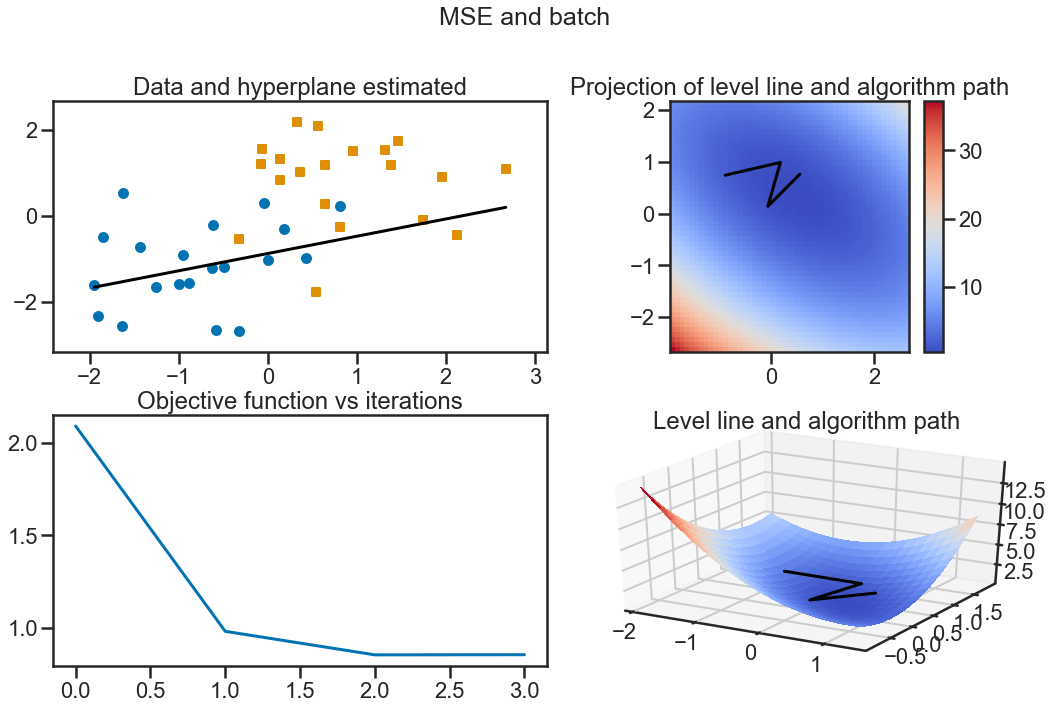 MSE and batch
Data and hyperplane estimated
2
0
−2
−2 −1 0 1 2 3
Projection of level line and algorithm path
2
1
0
−1
−2
0 2
30
20
10
Objective function vs iterations
2.0
1.5
1.0
0.0 0.5 1.0 1.5 2.0 2.5 3.0
Level line and algorithm path
12.5
10.0
7.5
5.0
2.5
−2 −1 0 1
−0.5 0.0 0.5 1.0 1.5